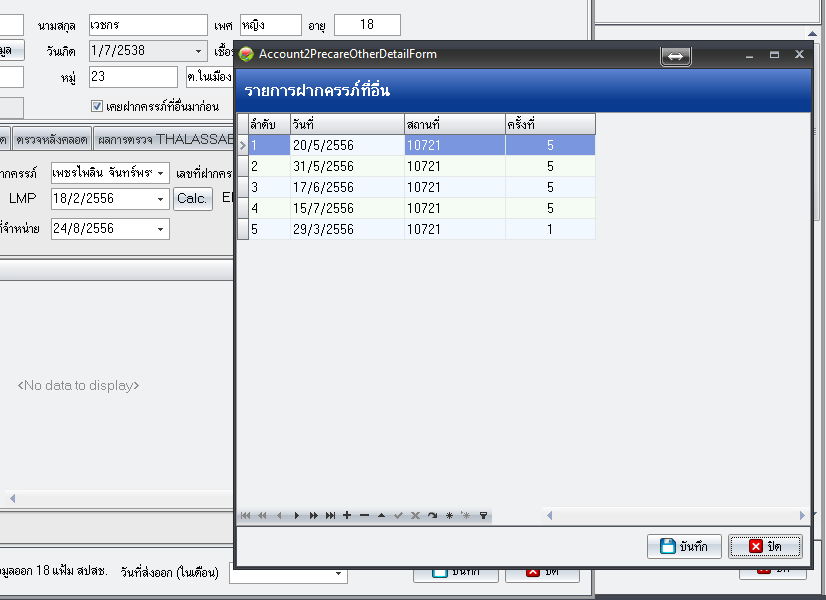 นามสกุล เวชกร เพศ หญิง อายุ 18
มูล วันเกิด 1/7/2538 เชื้อ
หมู่ 23 ต.ในเมือง
เคยฝากครรภ์ที่อื่นมาก่อน
ตรวจหลังคลอด ผลการตรวจ THALASSAE
ากครรภ์ เพชรไพลิน จันทร์พร เลขที่ฝากคร
LMP 18/2/2556 Calc.
ที่จำหน่าย 24/8/2556
<No data to display>
Account2PrecareOtherDetailForm
รายการฝากครรภ์ที่อื่น
ลำดับ วันที่ สถานที่ ครั้งที่
1 20/5/2556 10721 5
2 31/5/2556 10721 5
3 17/6/2556 10721 5
4 15/7/2556 10721 5
5 29/3/2556 10721 1
บันทึก ปิด
อมูลออก 18 แฟ้ม สปสช. วันที่ส่งออก (ในเดือน) บันทึก ปิด ปิด